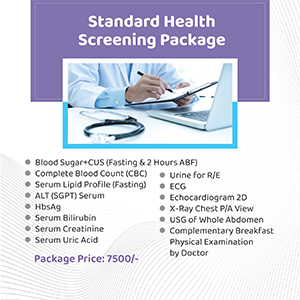 Standard Health
Screening Package
Blood Sugar+CUS (Fasting & 2 Hours ABF)
Complete Blood Count (CBC)
Serum Lipid Profile (Fasting)
ALT (SGPT) Serum
HbsAg
Serum Bilirubin
Serum Creatinine
Serum Uric Acid
Urine for R/E
ECG
Echocardiogram 2D
X-Ray Chest P/A View
USG of Whole Abdomen
Complementary Breakfast
Physical Examination
by Doctor
Package Price: 7500/-